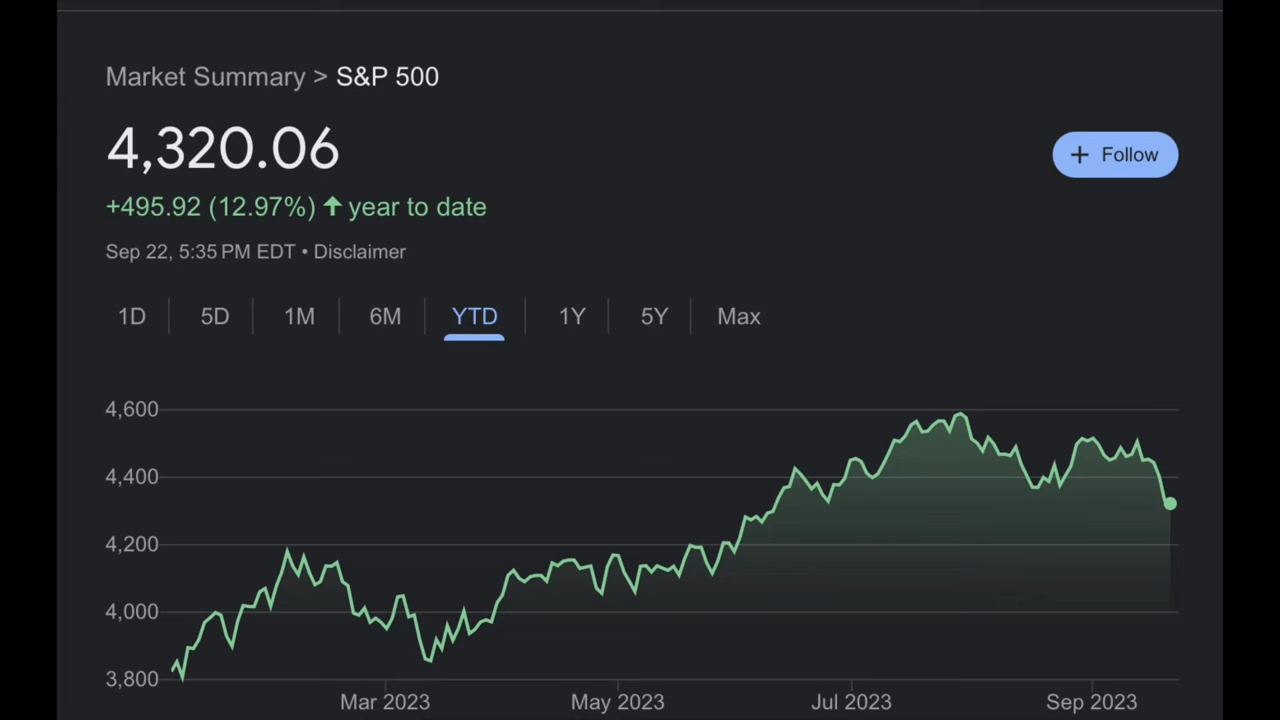 Market Summary > S&P 500
4,320.06
+ Follow
+495.92 (12.97%) ↑ year to date
Sep 22, 5:35 PM EDT • Disclaimer
1D 5D 1M 6M YTD 1Y 5Y Max
4,600
4,400
4,200
4,000
3,800
Mar 2023 May 2023 Jul 2023 Sep 2023